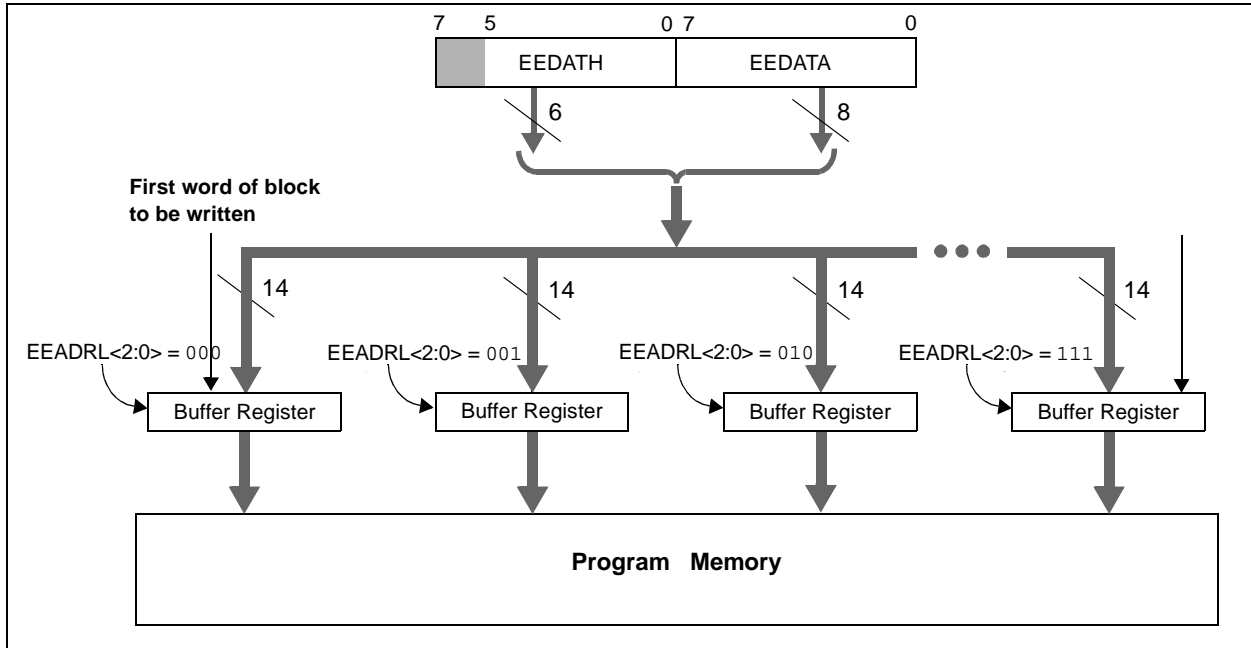 7 5 0 7 0
EEDATH EEDATA
6 8
First word of block
to be written
14 14 14 14
EEADRL<2:0> = 000 EEADRL<2:0> = 001 EEADRL<2:0> = 010 EEADRL<2:0> = 111
Buffer Register Buffer Register Buffer Register Buffer Register
Program Memory